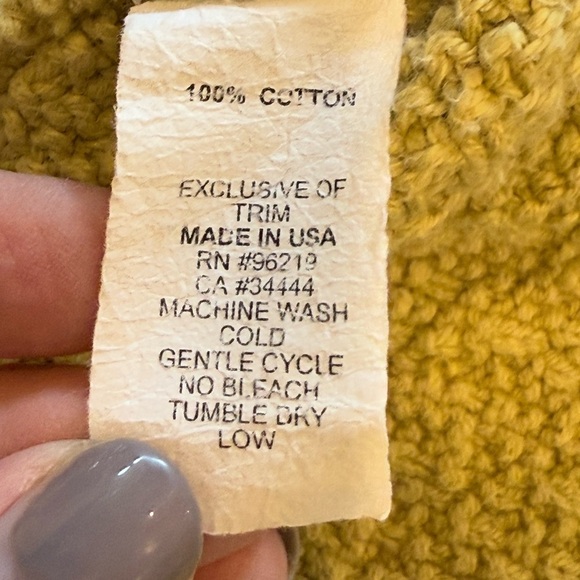 100% COTTON
EXCLUSIVE OF
TRIM
MADE IN USA
RN #96219
CA #34444
MACHINE WASH
COLD
GENTLE CYCLE
NO BLEACH
TUMBLE DRY
LOW